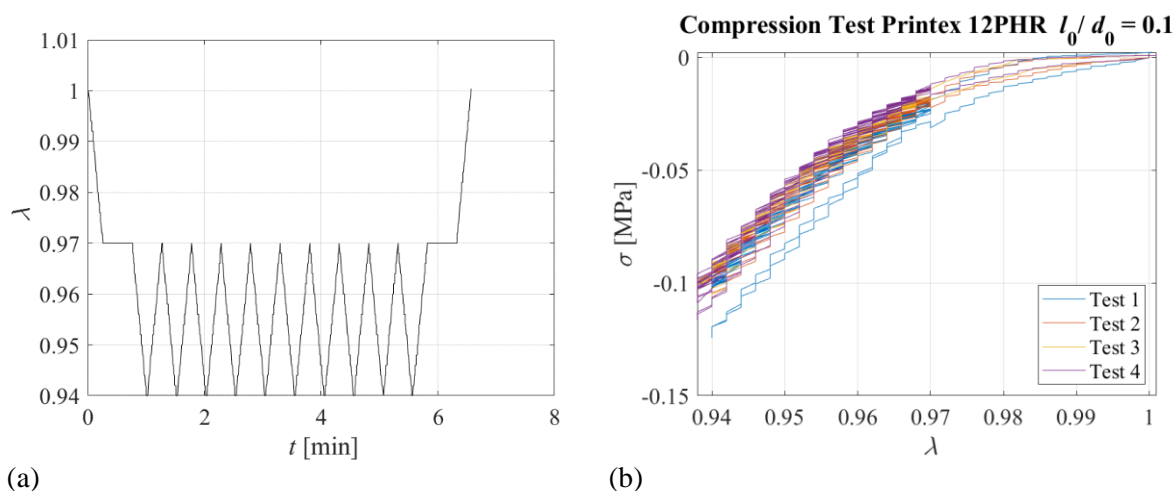 1.01
1
0.99
0.98
0.97
0.96
0.95
0.94
λ
0 2 4 6 8
t [min]
(a)
Compression Test Printex 12PHR l₀/ d₀ = 0.1
0
-0.05
-0.1
-0.15
σ [MPa]
0.94 0.95 0.96 0.97 0.98 0.99 1
λ
Test 1
Test 2
Test 3
Test 4
(b)